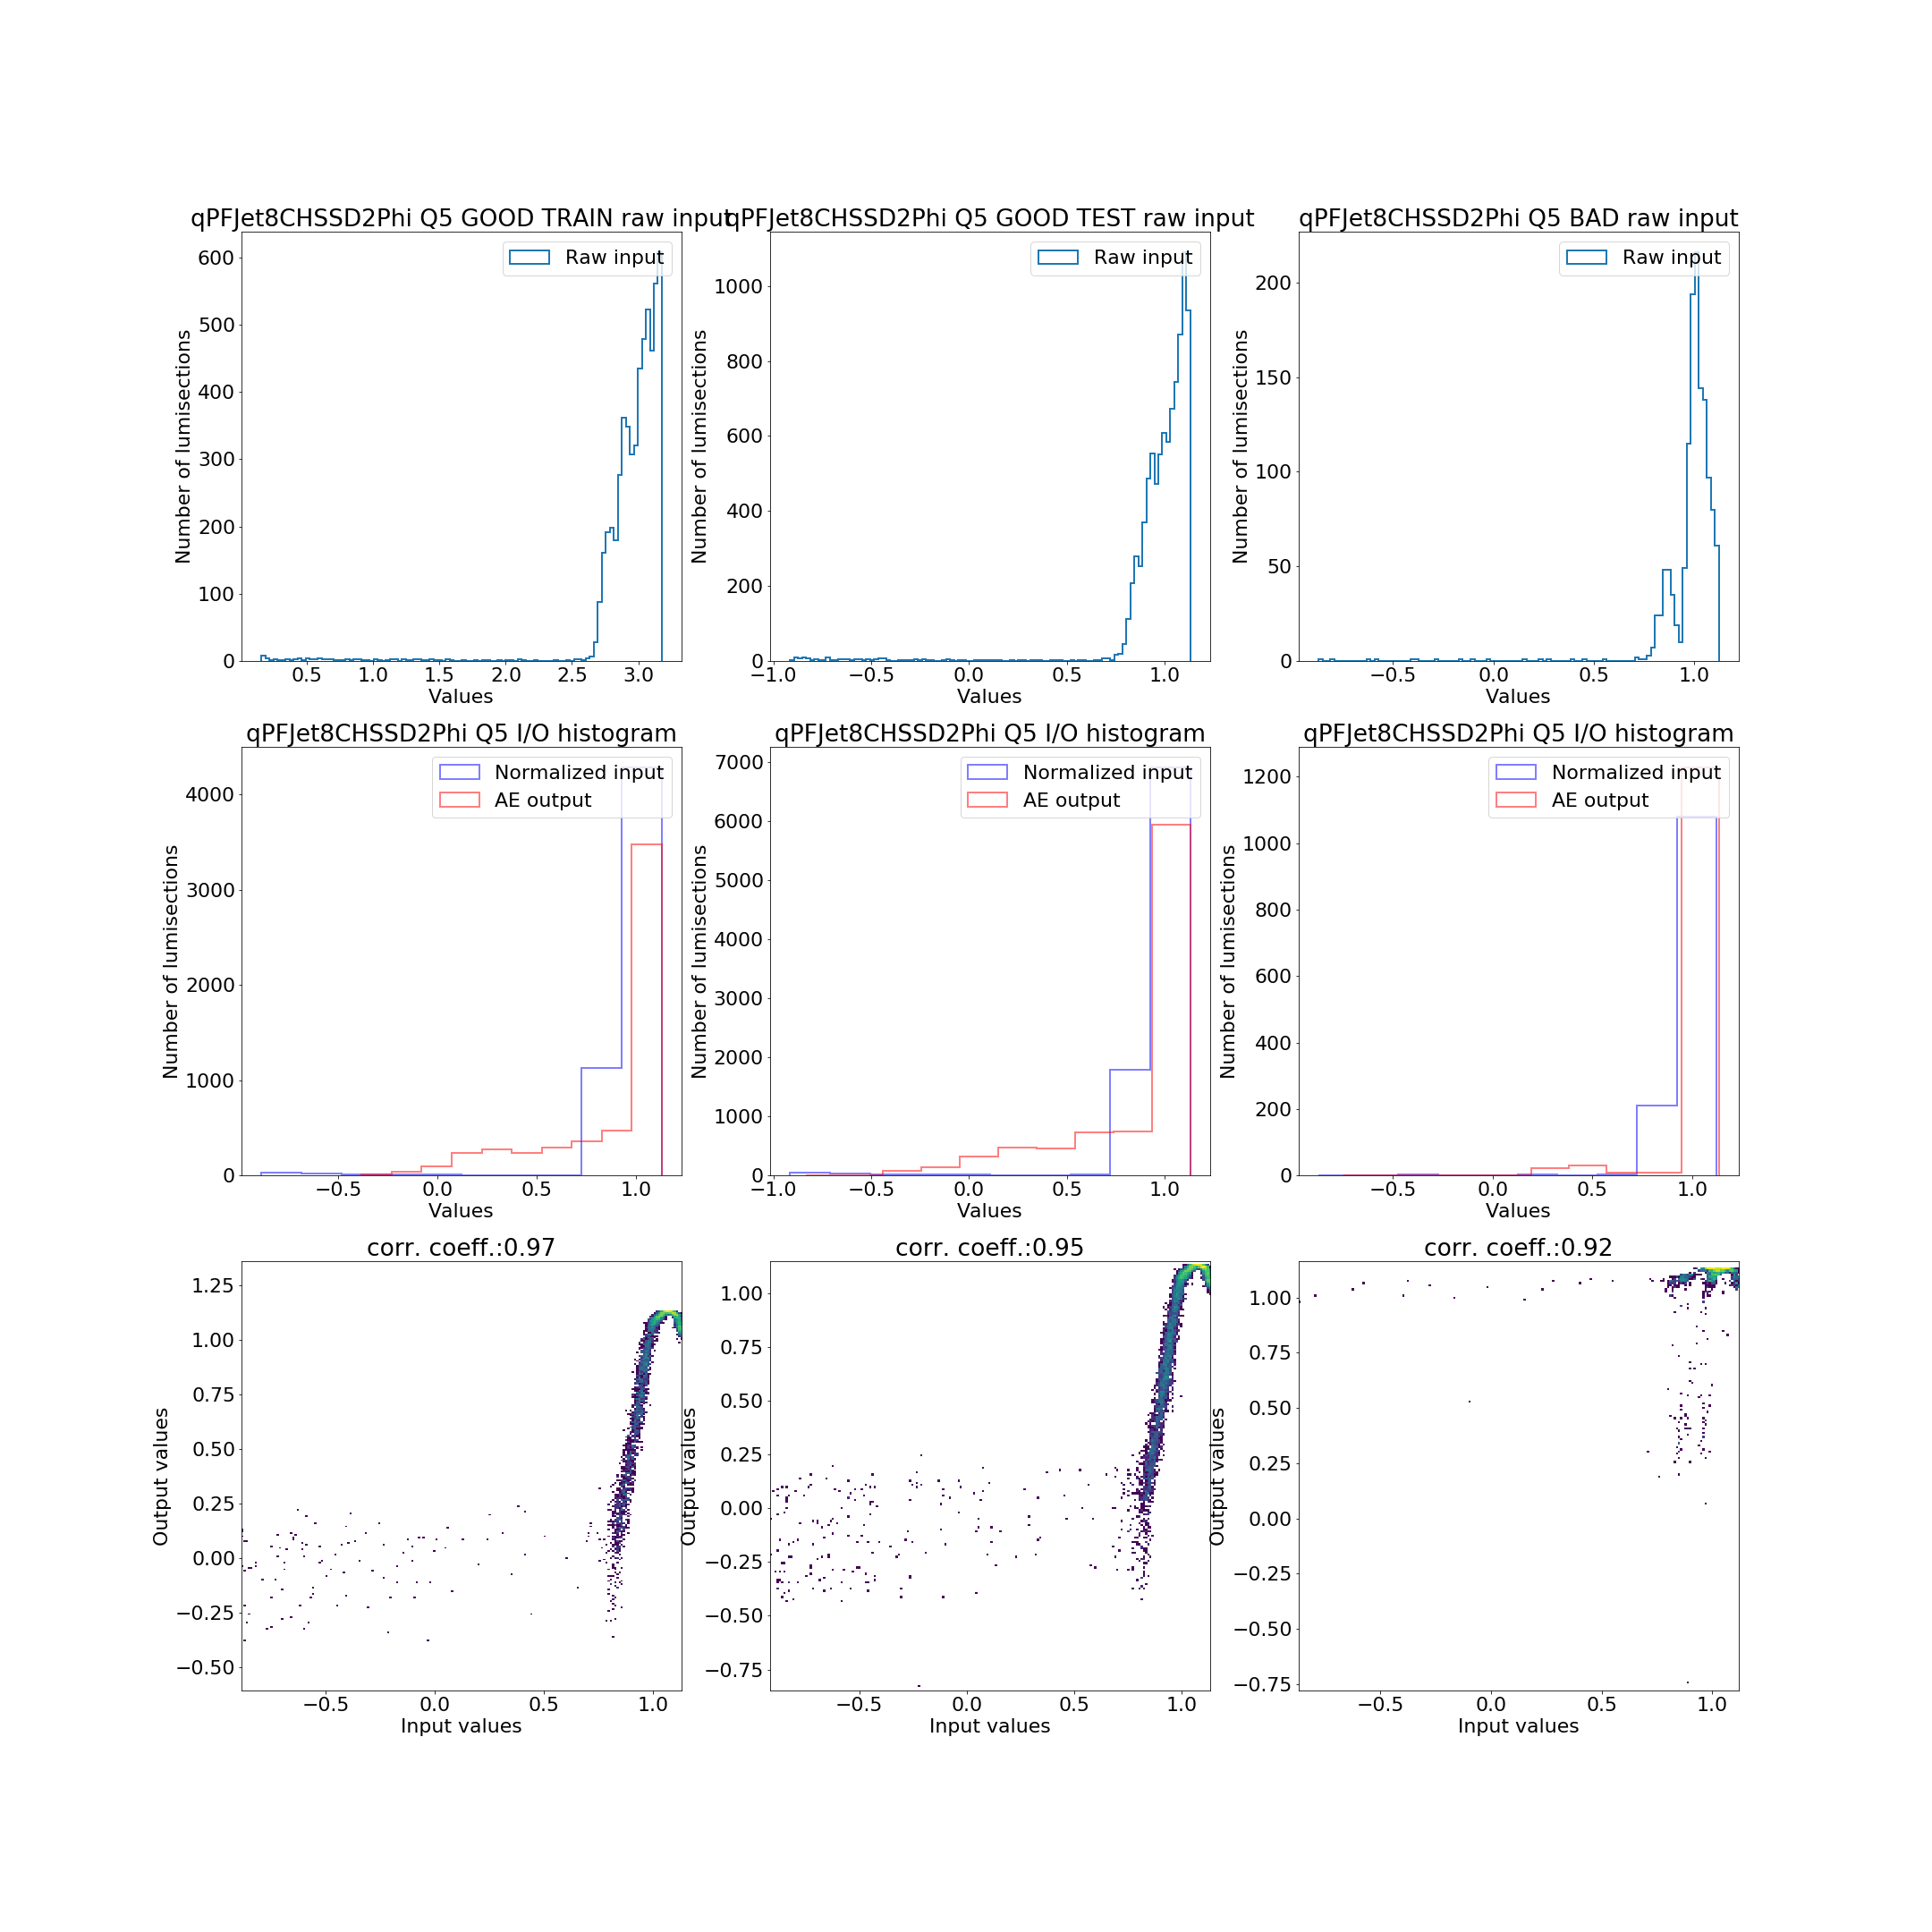 qPFJet8CHSSD2Phi Q5 GOOD TRAIN raw input
qPFJet8CHSSD2Phi Q5 GOOD TEST raw input
qPFJet8CHSSD2Phi Q5 BAD raw input
Raw input
600
500
400
300
200
100
0
Number of lumisections
0.5 1.0 1.5 2.0 2.5 3.0
Values
Raw input
1000
800
600
400
200
0
Number of lumisections
−1.0 −0.5 0.0 0.5 1.0
Values
Raw input
200
150
100
50
0
Number of lumisections
−0.5 0.0 0.5 1.0
Values
qPFJet8CHSSD2Phi Q5 I/O histogram
Normalized input
AE output
4000
3000
2000
1000
0
Number of lumisections
−0.5 0.0 0.5 1.0
Values
qPFJet8CHSSD2Phi Q5 I/O histogram
Normalized input
AE output
7000
6000
5000
4000
3000
2000
1000
0
Number of lumisections
−1.0 −0.5 0.0 0.5 1.0
Values
qPFJet8CHSSD2Phi Q5 I/O histogram
Normalized input
AE output
1200
1000
800
600
400
200
0
Number of lumisections
−0.5 0.0 0.5 1.0
Values
corr. coeff.:0.97
1.25
1.00
0.75
0.50
0.25
0.00
−0.25
−0.50
Output values
−0.5 0.0 0.5 1.0
Input values
corr. coeff.:0.95
1.00
0.75
0.50
0.25
0.00
−0.25
−0.50
−0.75
Output values
−0.5 0.0 0.5 1.0
Input values
corr. coeff.:0.92
1.00
0.75
0.50
0.25
0.00
−0.25
−0.50
−0.75
Output values
−0.5 0.0 0.5 1.0
Input values